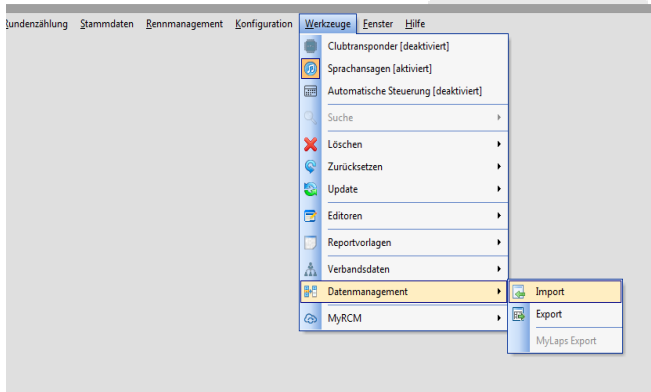 Rundenzählung Stammdaten Rennmanagement Konfiguration Werkzeuge Fenster Hilfe
Clubtransponder [deaktiviert]
Sprachansagen [aktiviert]
Automatische Steuerung [deaktiviert]
Suche
Löschen
Zurücksetzen
Update
Editoren
Reportvorlagen
Verbandsdaten
Datenmanagement
Import
MyRCM
Export
MyLaps Export